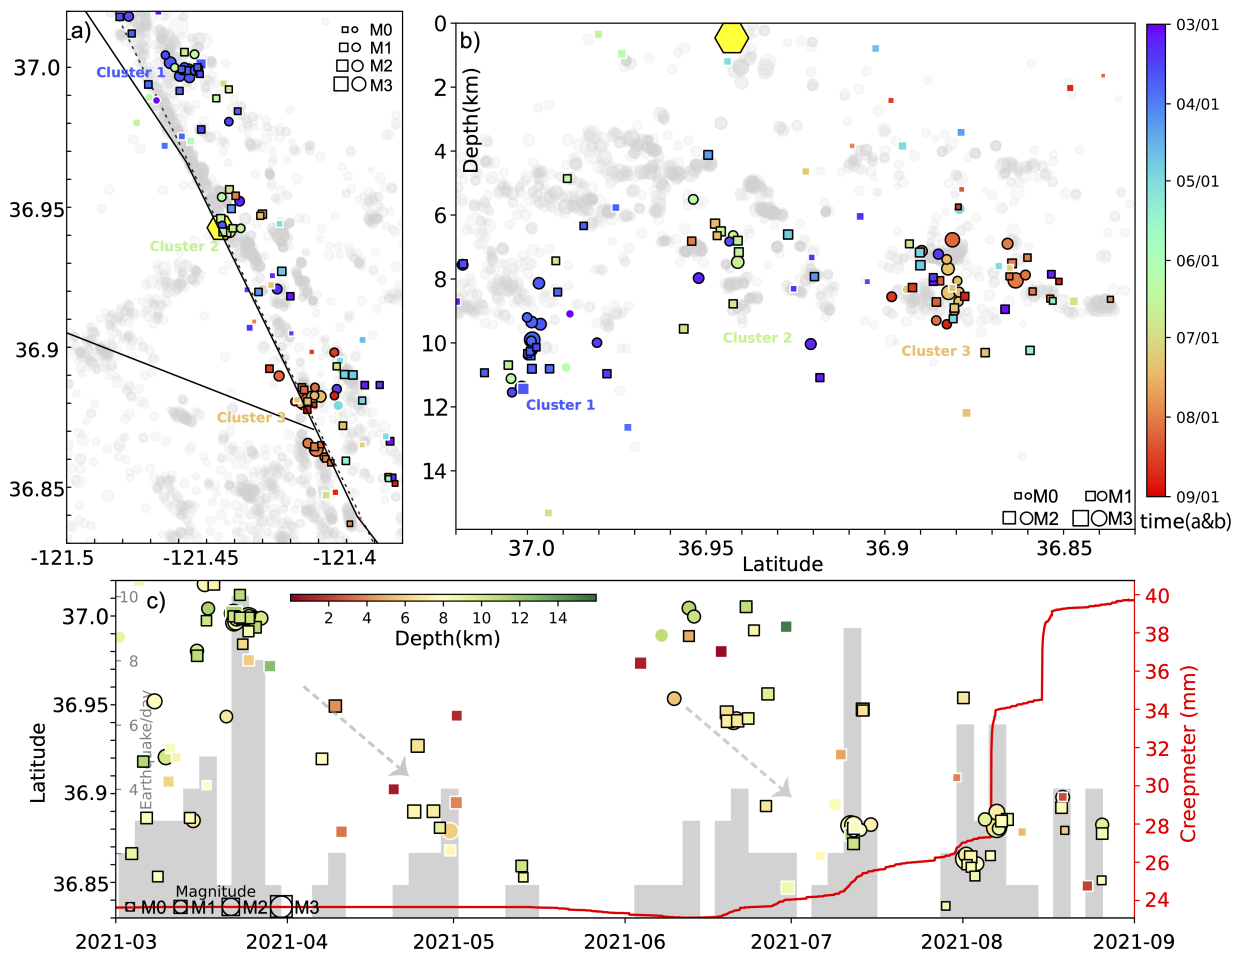 a)
M0
M1
M2
M3
Cluster 1
Cluster 2
Cluster 3
37.0
36.95
36.9
36.85
-121.5
-121.45
-121.4
b)
Depth(km)
0
2
4
6
8
10
12
14
Cluster 1
Cluster 2
Cluster 3
M0 M1
M2 M3
37.0
36.95
36.9
36.85
Latitude
03/01
04/01
05/01
06/01
07/01
08/01
09/01
time(a&b)
c)
2 4 6 8 10 12 14
Depth(km)
Latitude
37.0
36.95
36.9
36.85
Earthquake/day
10
8
6
4
Magnitude
M0 M1 M2 M3
2021-03
2021-04
2021-05
2021-06
2021-07
2021-08
2021-09
40
38
36
34
32
30
28
26
24
Creepmeter (mm)